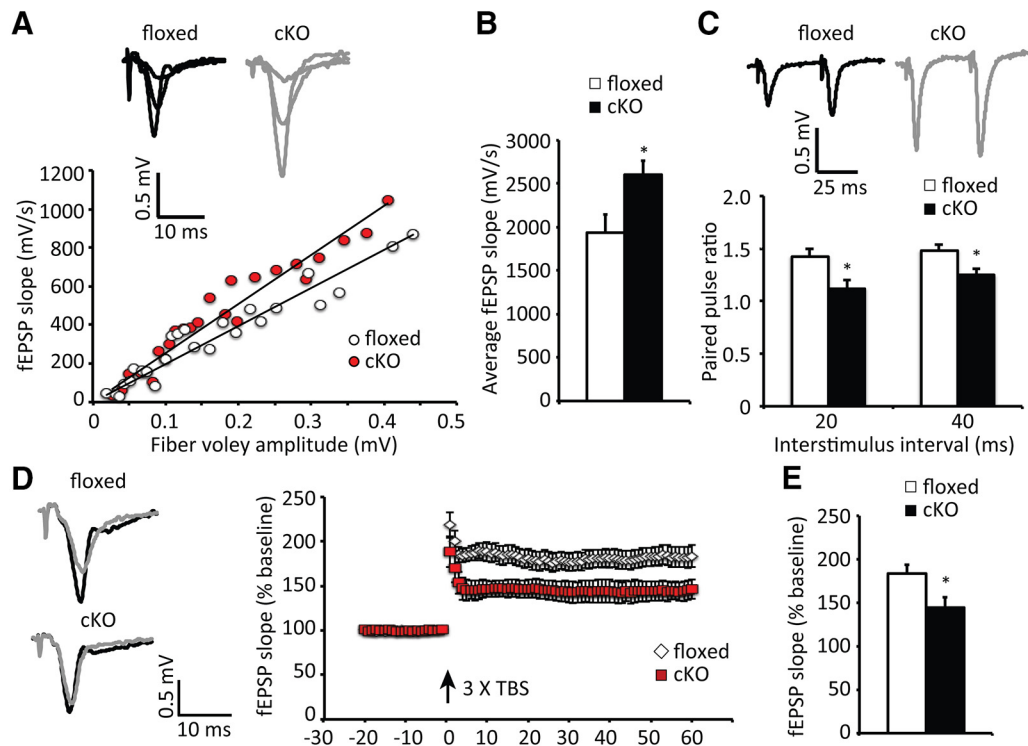 A
floxed
cKO
0.5 mV
10 ms
fEPSP slope (mV/s)
1200
1000
800
600
400
200
0
0
0.1
0.2
0.3
0.4
0.5
Fiber voley amplitude (mV)
floxed
cKO
B
floxed
cKO
Average fEPSP slope (mV/s)
3000
2500
2000
1500
1000
500
0
*
C
floxed
cKO
0.5 mV
25 ms
floxed
cKO
Paired pulse ratio
2.0
1.5
1.0
1.5
0
*
*
20
40
Interstimulus interval (ms)
D
floxed
cKO
0.5 mV
10 ms
fEPSP slope (% baseline)
250
200
150
100
50
0
-30
-20
-10
0
10
20
30
40
50
60
3 X TBS
floxed
cKO
E
floxed
cKO
fEPSP slope (% baseline)
250
200
150
100
50
0
*